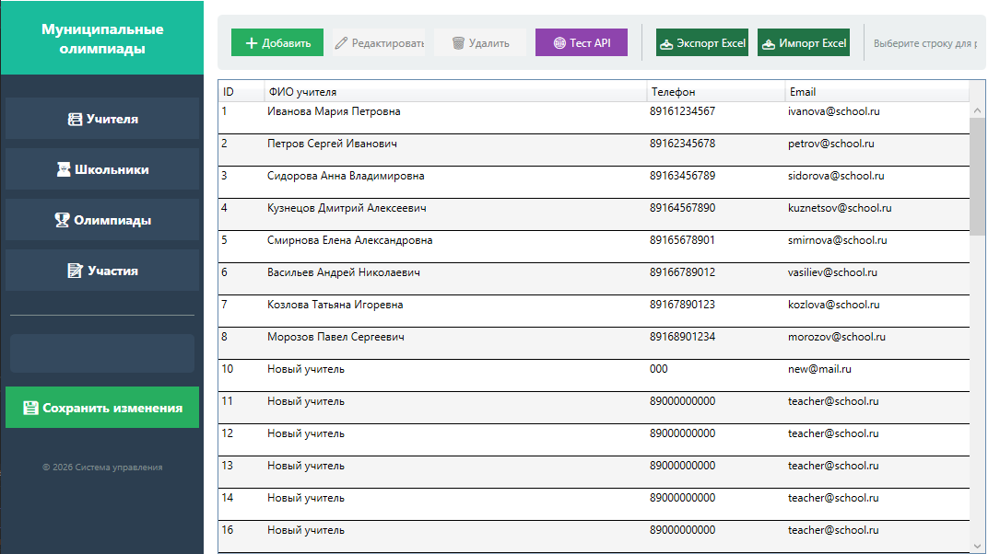 Муниципальные
олимпиады
Учителя
Школьники
Олимпиады
Участия
Сохранить изменения
© 2026 Система управления
Добавить Редактировать Удалить Тест API Экспорт Excel Импорт Excel Выберите строку для
ID ФИО учителя Телефон Email
1 Иванова Мария Петровна 89161234567 ivanova@school.ru
2 Петров Сергей Иванович 89162345678 petrov@school.ru
3 Сидорова Анна Владимировна 89163456789 sidorova@school.ru
4 Кузнецов Дмитрий Алексеевич 89164567890 kuznetsov@school.ru
5 Смирнова Елена Александровна 89165678901 smirnova@school.ru
6 Васильев Андрей Николаевич 89166789012 vasiliev@school.ru
7 Козлова Татьяна Игоревна 89167890123 kozlova@school.ru
8 Морозов Павел Сергеевич 89168901234 morozov@school.ru
10 Новый учитель 000 new@mail.ru
11 Новый учитель 89000000000 teacher@school.ru
12 Новый учитель 89000000000 teacher@school.ru
13 Новый учитель 89000000000 teacher@school.ru
14 Новый учитель 89000000000 teacher@school.ru
16 Новый учитель 89000000000 teacher@school.ru